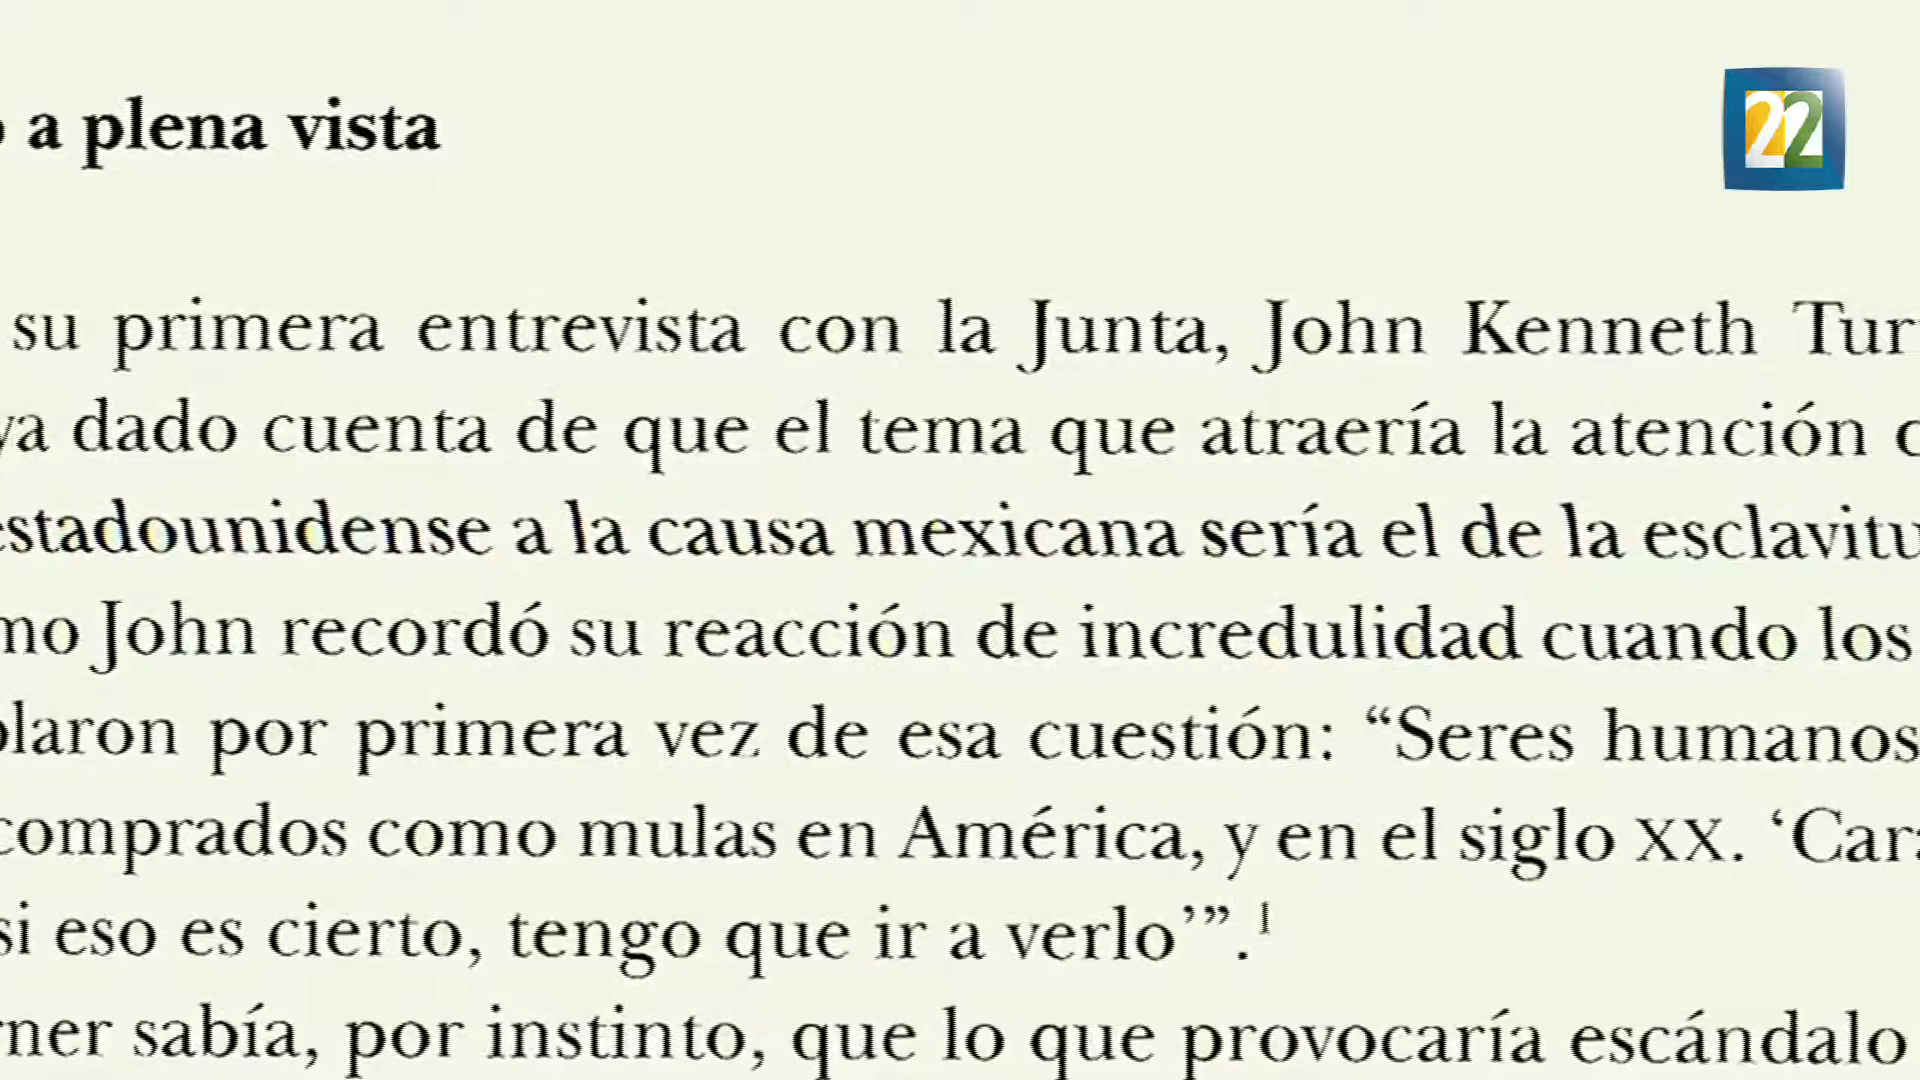 a plena vista
22
su primera entrevista con la Junta, John Kenneth Tur
ya dado cuenta de que el tema que atraería la atención
estadounidense a la causa mexicana sería el de la esclavitu
mo John recordó su reacción de incredulidad cuando los
blaron por primera vez de esa cuestión: “Seres humanos
comprados como mulas en América, y en el siglo XX. ‘Cara
si eso es cierto, tengo que ir a verlo’”.¹
rner sabía, por instinto, que lo que provocaría escándalo